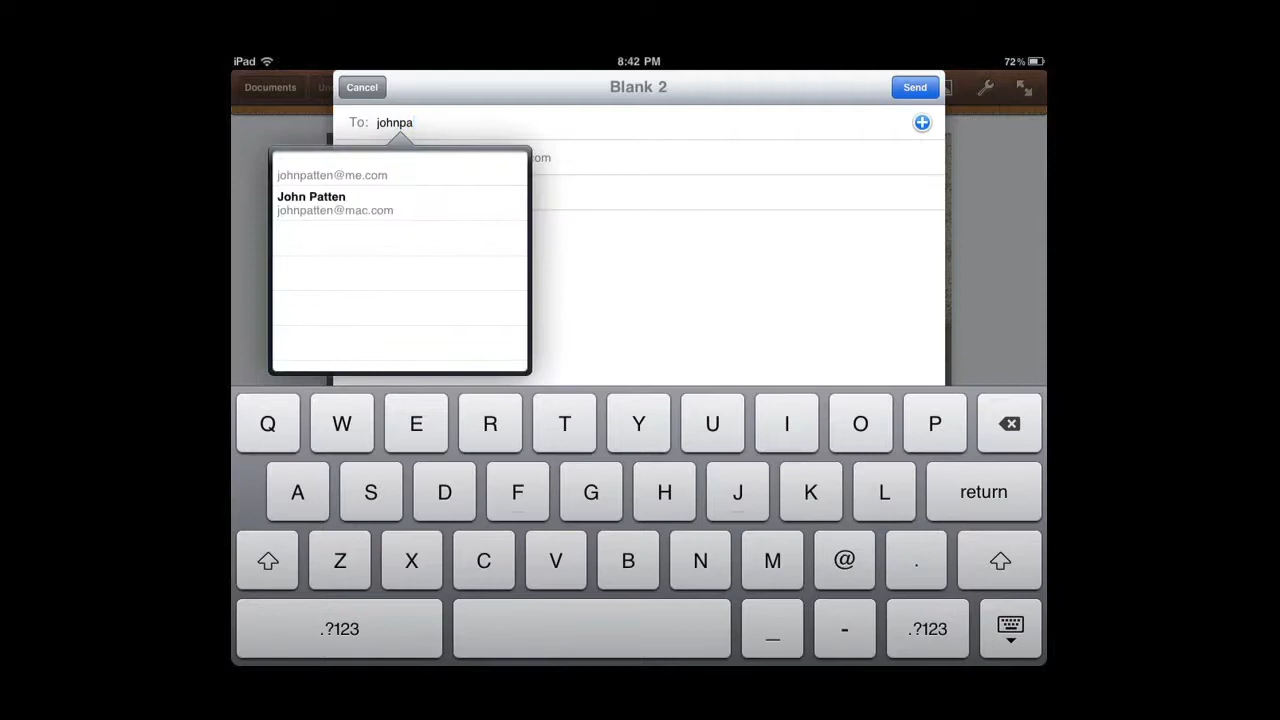 iPad 8:42 PM 72%
Documents Cancel Blank 2 Send
To: johnpa
johnpatten@me.com
John Patten
johnpatten@mac.com
Q W E R T Y U I O P
A S D F G H J K L return
Z X C V B N M @ .
.?123 _ - .?123